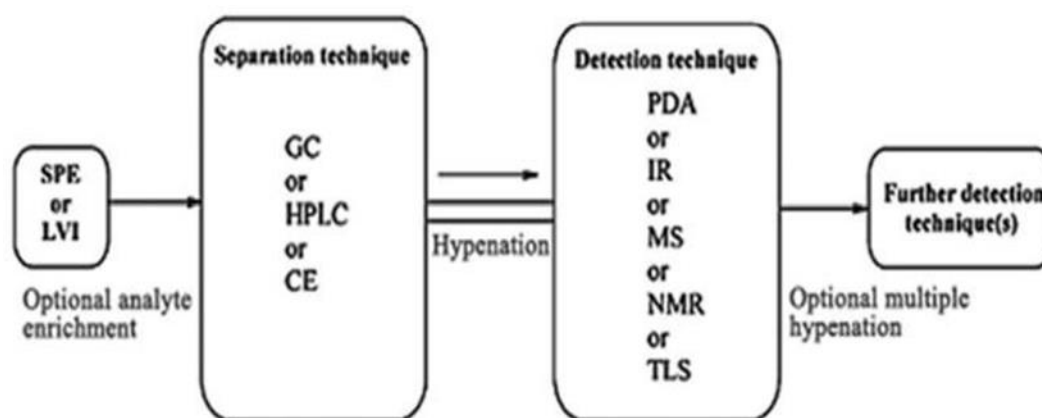 SPE
or
LVI
Optional analyte
enrichment
Separation technique
GC
or
HPLC
or
CE
Hypenation
Detection technique
PDA
or
IR
or
MS
or
NMR
or
TLS
Further detection
technique(s)
Optional multiple
hypenation